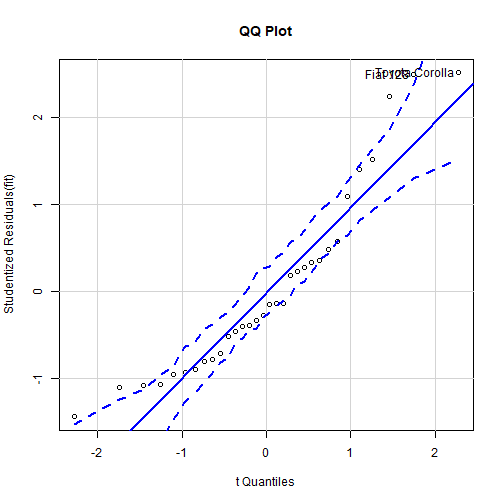 QQ Plot
Fiat 128
Toyota Corolla
Studentized Residuals(fit)
2
1
0
-1
-2
-1
0
1
2
t Quantiles